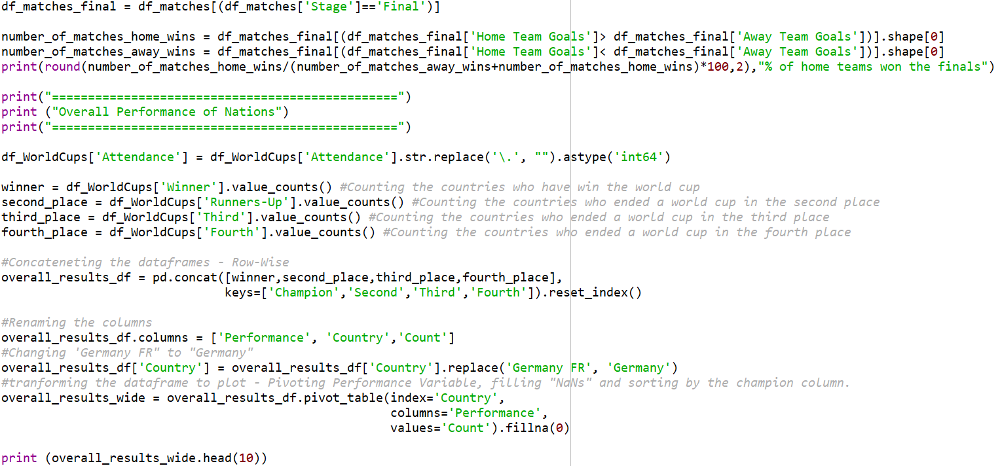 df_matches_final = df_matches[(df_matches['Stage']=='Final')]
number_of_matches_home_wins = df_matches_final[(df_matches_final['Home Team Goals']> df_matches_final['Away Team Goals'])].shape[0]
number_of_matches_away_wins = df_matches_final[(df_matches_final['Home Team Goals']< df_matches_final['Away Team Goals'])].shape[0]
print(round(number_of_matches_home_wins/(number_of_matches_away_wins+number_of_matches_home_wins)*100,2),"% of home teams won the finals")
print("================================================")
print ("Overall Performance of Nations")
print("================================================")
df_WorldCups['Attendance'] = df_WorldCups['Attendance'].str.replace('\.', "").astype('int64')
winner = df_WorldCups['Winner'].value_counts() #Counting the countries who have win the world cup
second_place = df_WorldCups['Runners-Up'].value_counts() #Counting the countries who ended a world cup in the second place
third_place = df_WorldCups['Third'].value_counts() #Counting the countries who ended a world cup in the third place
fourth_place = df_WorldCups['Fourth'].value_counts() #Counting the countries who ended a world cup in the fourth place
#Concateneting the dataframes - Row-Wise
overall_results_df = pd.concat([winner,second_place,third_place,fourth_place],
keys=['Champion','Second','Third','Fourth']).reset_index()
#Renaming the columns
overall_results_df.columns = ['Performance', 'Country','Count']
#Changing 'Germany FR" to "Germany"
overall_results_df['Country'] = overall_results_df['Country'].replace('Germany FR', 'Germany')
#tranforming the dataframe to plot - Pivoting Performance Variable, filling "NaNs" and sorting by the champion column.
overall_results_wide = overall_results_df.pivot_table(index='Country',
columns='Performance',
values='Count').fillna(0)
print (overall_results_wide.head(10))